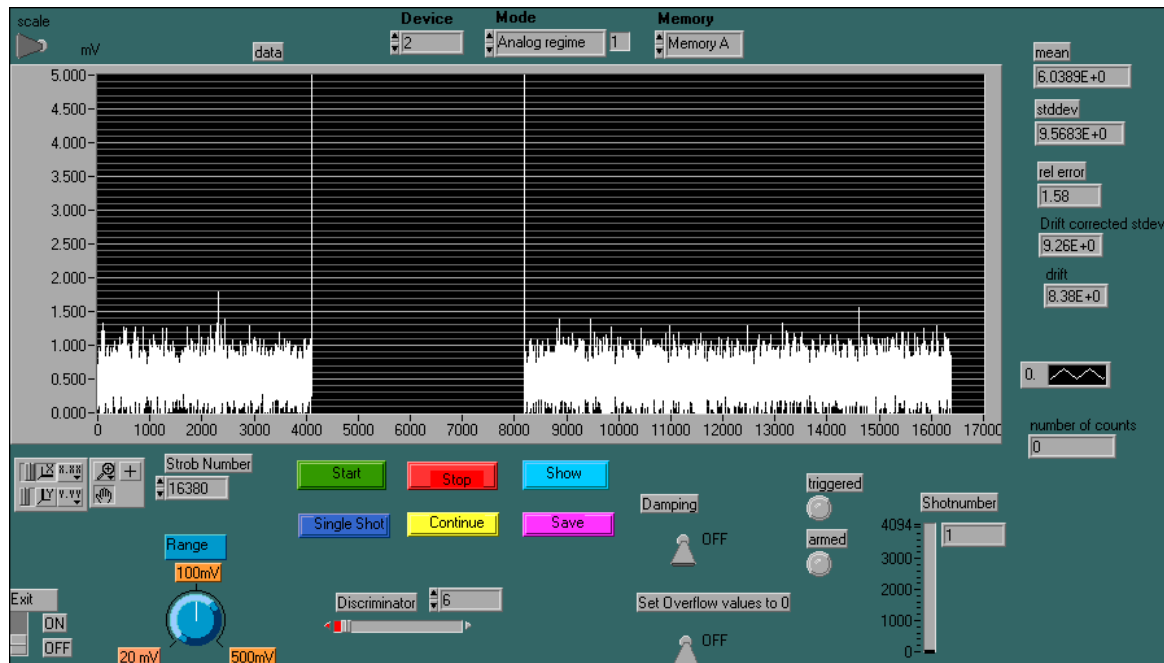 scale
Device
Mode
Memory
2
Analog regime
1
Memory A
mV
data
mean
6.0389E+0
stddev
9.5683E+0
rel error
1.58
Drift corrected stdev
9.26E+0
drift
8.38E+0
5.000
4.500
4.000
3.500
3.000
2.500
2.000
1.500
1.000
0.500
0.000
0 1000 2000 3000 4000 5000 6000 7000 8000 9000 10000 11000 12000 13000 14000 15000 16000 17000
0.
number of counts
0
X
X.XX
Y
Y.YY
Strob Number
16380
Start
Stop
Show
Single Shot
Continue
Save
Damping
OFF
triggered
armed
Shotnumber
1
4094
3000
2000
1000
0
Range
100mV
20 mV
500mV
Exit
ON
OFF
Discriminator
6
Set Overflow values to 0
OFF